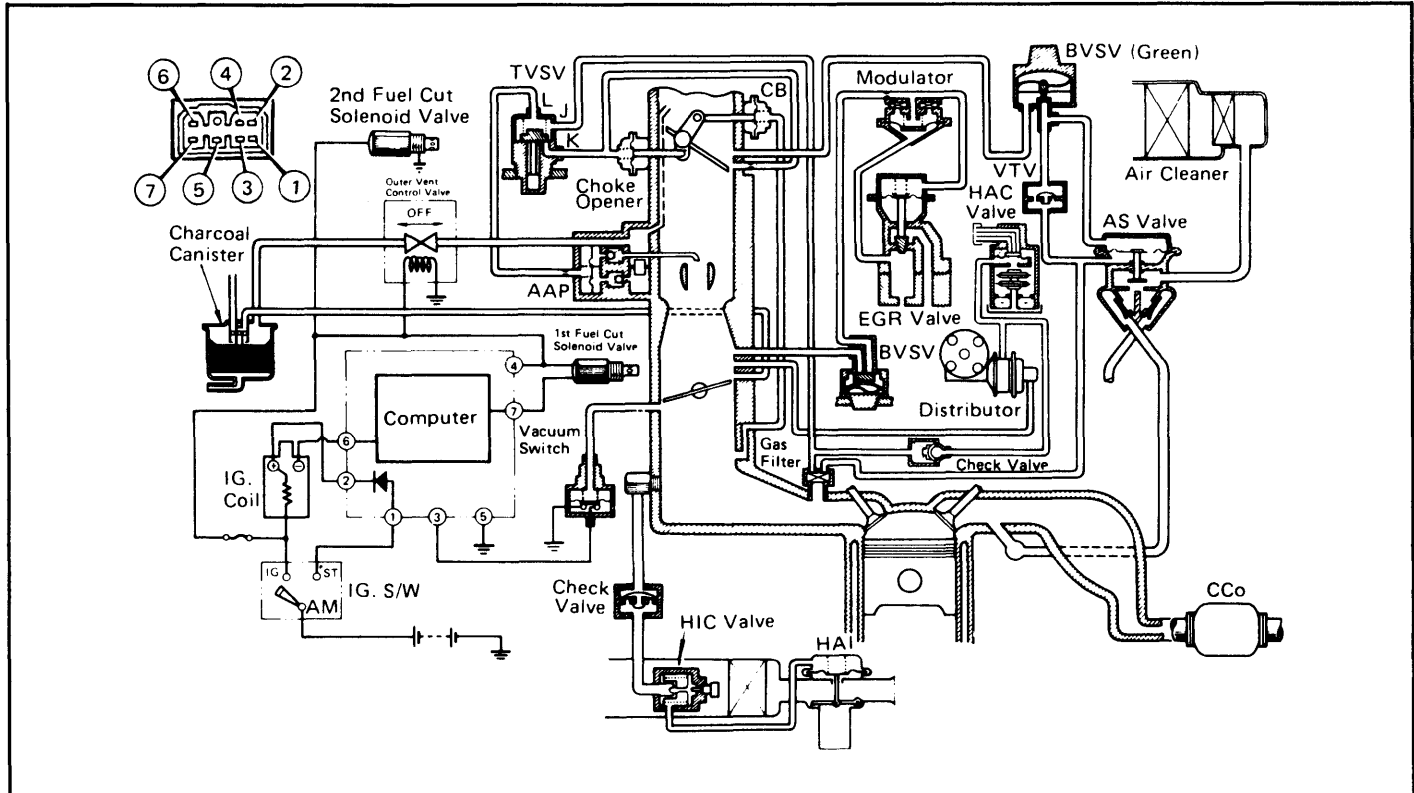 6
4
2
7
5
3
1
2nd Fuel Cut
Solenoid Valve
TVSV
L
J
K
CB
Modulator
BVSV (Green)
Air Cleaner
Outer Vent
Control Valve
OFF
Choke
Opener
VTV
HAC
Valve
AS Valve
Charcoal
Canister
AAP
EGR Valve
BVSV
1st Fuel Cut
Solenoid Valve
4
Computer
7
Distributor
Vacuum
Switch
Gas
Filter
Check Valve
6
IG.
Coil
+
−
2
1
3
5
IG
ST
AM
IG. S/W
Check
Valve
HIC Valve
HAI
CCo